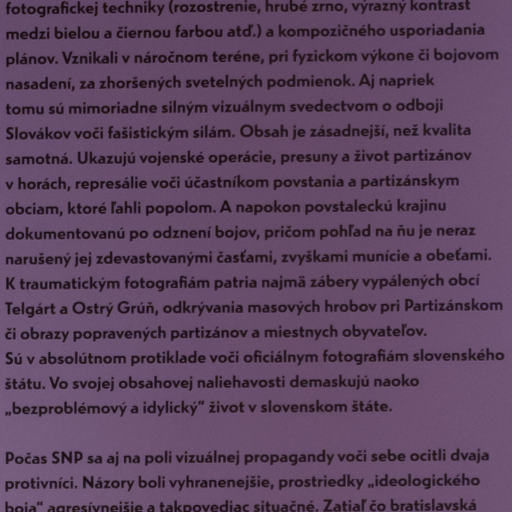 fotografickej techniky (rozostrenie, hrubé zrno, výrazný kontrast
medzi bielou a čiernou farbou atď.) a kompozičného usporiadania
plánov. Vznikali v náročnom teréne, pri fyzickom výkone či bojovom
nasadení, za zhoršených svetelných podmienok. Aj napriek
tomu sú mimoriadne silným vizuálnym svedectvom o odboji
Slovákov voči fašistickým silám. Obsah je zásadnejší, než kvalita
samotná. Ukazujú vojenské operácie, presuny a život partizánov
v horách, represálie voči účastníkom povstania a partizánskym
obciam, ktoré ľahli popolom. A napokon povstaleckú krajinu
dokumentovanú po odznení bojov, pričom pohľad na ňu je neraz
narušený jej zdevastovanými časťami, zvyškami munície a obeťami.
K traumatickým fotografiám patria najmä zábery vypálených obcí
Telgárt a Ostrý Grúň, odkrývania masových hrobov pri Partizánskom
či obrazy popravených partizánov a miestnych obyvateľov.
Sú v absolútnom protiklade voči oficiálnym fotografiám slovenského
štátu. Vo svojej obsahovej naliehavosti demaskujú naoko
„bezproblémový a idylický“ život v slovenskom štáte.
Počas SNP sa aj na poli vizuálnej propagandy voči sebe ocitli dvaja
protivníci. Názory boli vyhranenejšie, prostriedky „ideologického
boja“ agresívnejšie a takpovediac situačné. Zatiaľ čo bratislavská